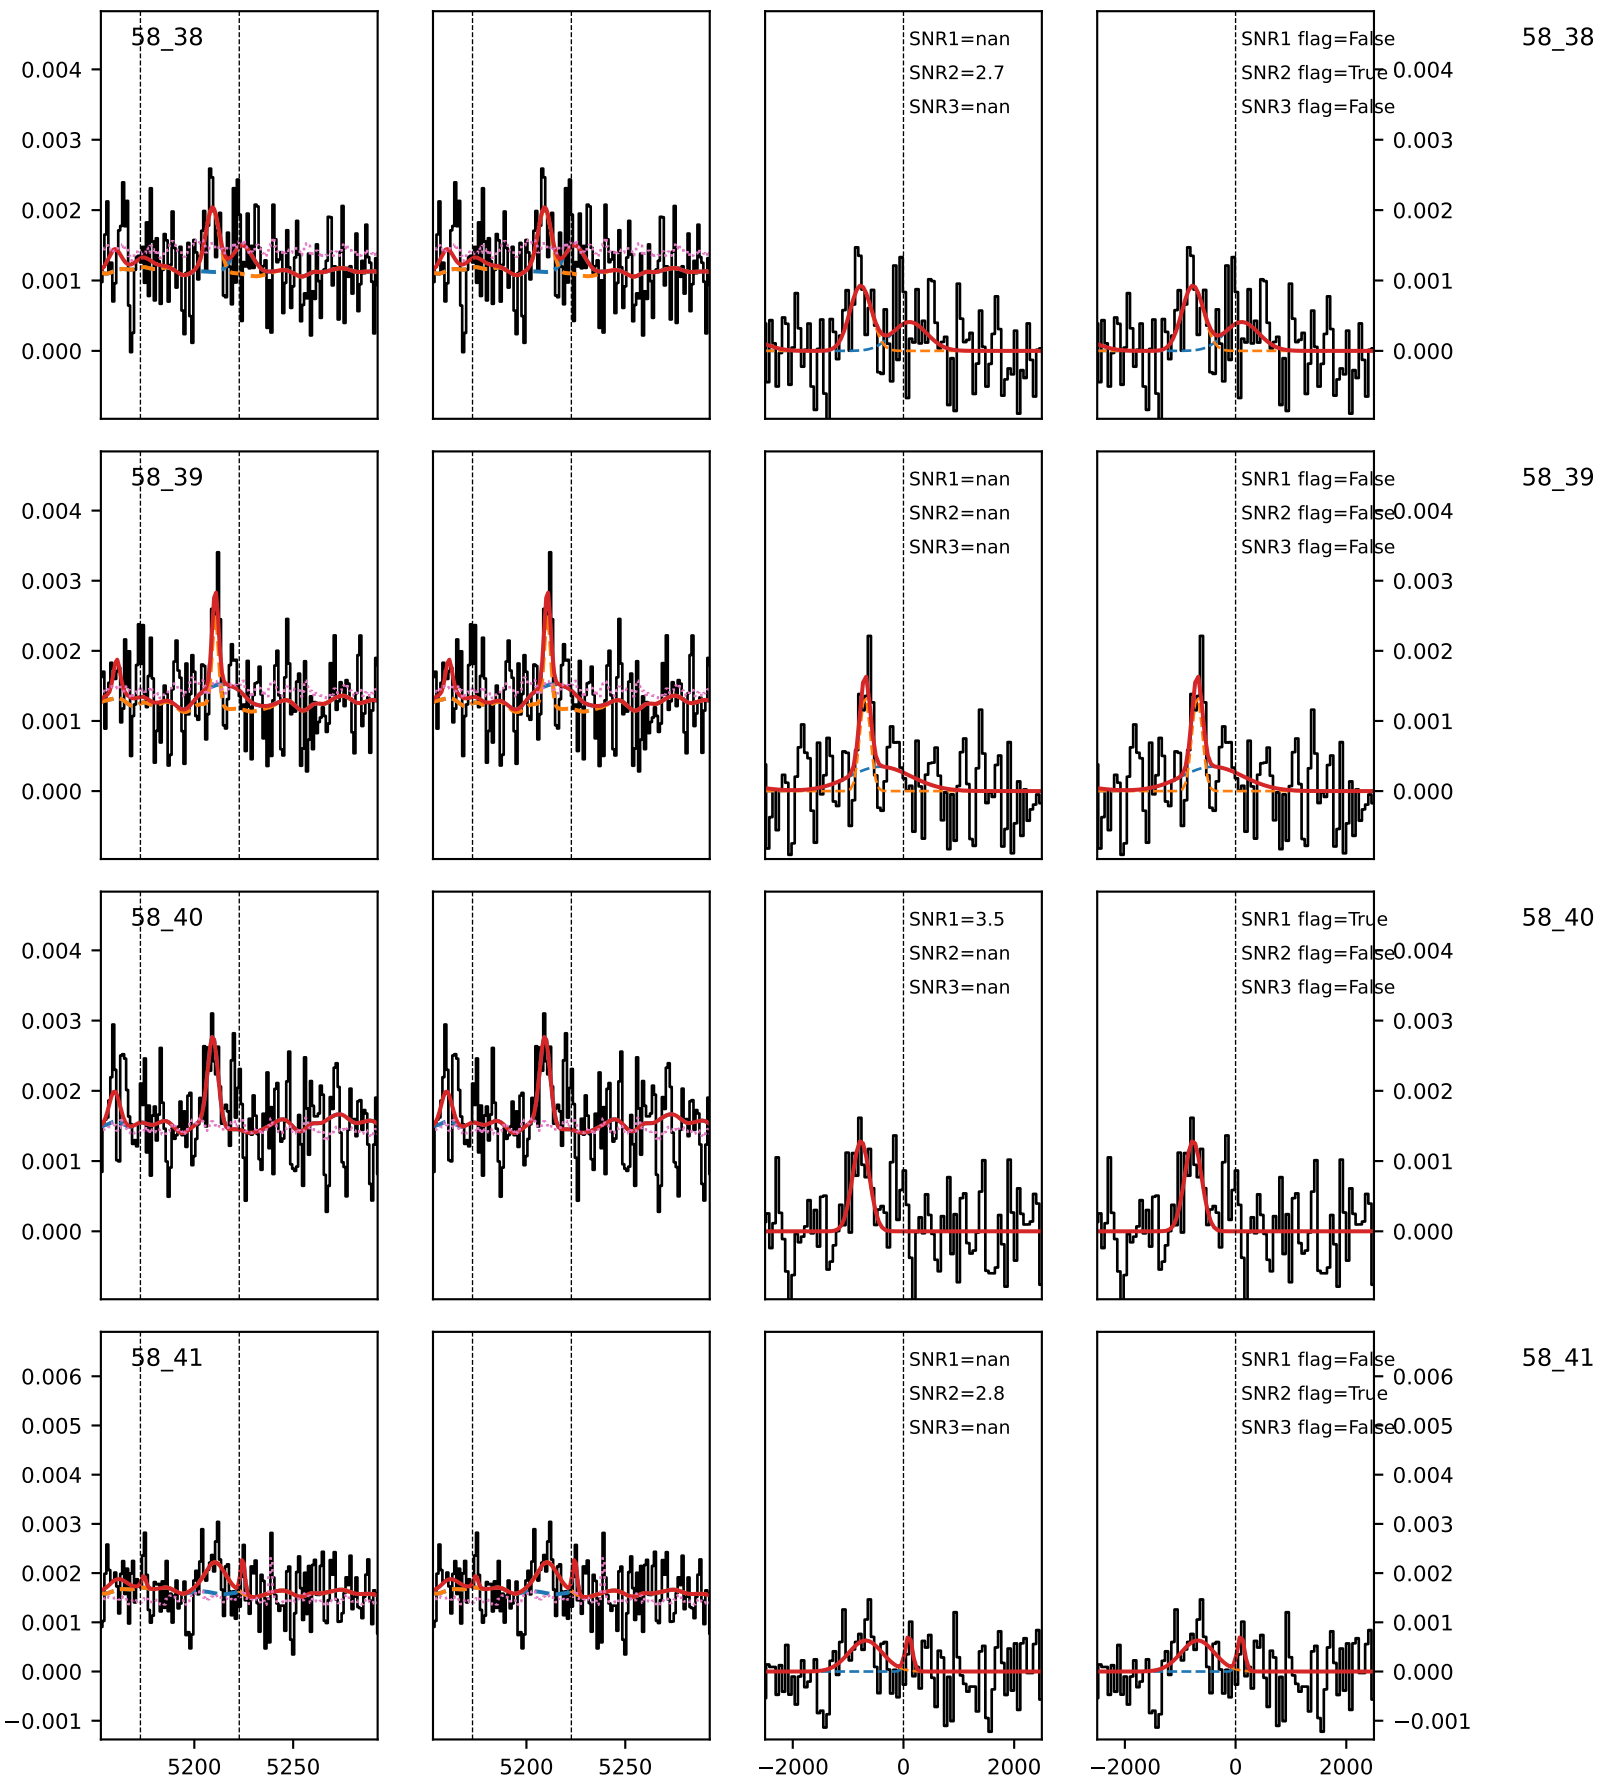 58_38
SNR1=nan
SNR1 flag=False
58_38
0.004
SNR2=2.7
SNR2 flag=True
0.004
SNR3=nan
SNR3 flag=False
0.003
0.003
0.002
0.002
0.001
0.001
0.000
0.000
58_39
SNR1=nan
SNR1 flag=False
58_39
0.004
SNR2=nan
SNR2 flag=False
0.004
SNR3=nan
SNR3 flag=False
0.003
0.003
0.002
0.002
0.001
0.001
0.000
0.000
58_40
SNR1=3.5
SNR1 flag=True
58_40
0.004
SNR2=nan
SNR2 flag=False
0.004
SNR3=nan
SNR3 flag=False
0.003
0.003
0.002
0.002
0.001
0.001
0.000
0.000
58_41
SNR1=nan
SNR1 flag=False
58_41
0.006
SNR2=2.8
SNR2 flag=True
0.006
0.005
SNR3=nan
SNR3 flag=False
0.005
0.004
0.004
0.003
0.003
0.002
0.002
0.001
0.001
0.000
0.000
−0.001
−0.001
5200 5250
5200 5250
−2000 0 2000
−2000 0 2000